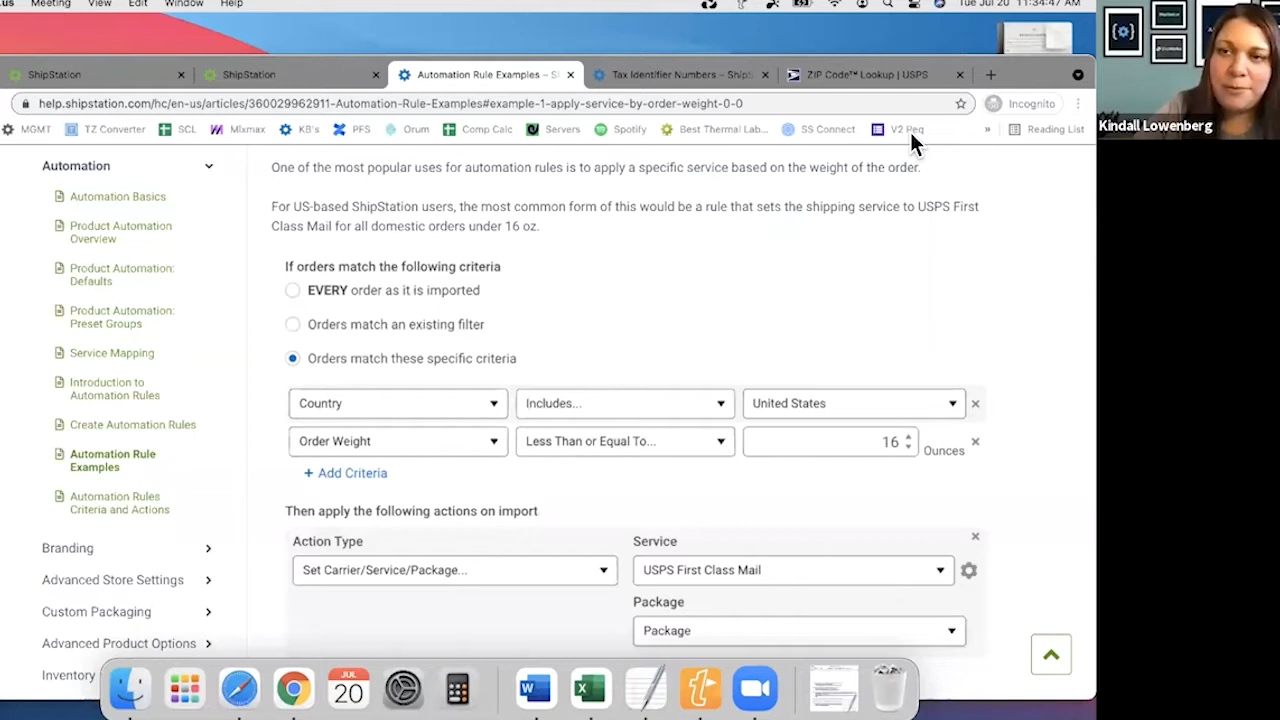 Meeting View Edit Window Help Tue Jul 20 11:34:47 AM
ShipStation × ShipStation × Automation Rule Examples – S × Tax Identifier Numbers – Ship × ZIP Code™ Lookup | USPS × +
help.shipstation.com/hc/en-us/articles/360029962911-Automation-Rule-Examples#example-1-apply-service-by-order-weight-0-0 Incognito
MGMT TZ Converter SCL MIxmax KB's PFS Orum Comp Calc Servers Spotify Best Thermal Lab... SS Connect V2 Req » Reading List
Kindall Lowenberg
Automation
Automation Basics
Product Automation
Overview
Product Automation:
Defaults
Product Automation:
Preset Groups
Service Mapping
Introduction to
Automation Rules
Create Automation Rules
Automation Rule
Examples
Automation Rules
Criteria and Actions
Branding
Advanced Store Settings
Custom Packaging
Advanced Product Options
Inventory
One of the most popular uses for automation rules is to apply a specific service based on the weight of the order.
For US-based ShipStation users, the most common form of this would be a rule that sets the shipping service to USPS First
Class Mail for all domestic orders under 16 oz.
If orders match the following criteria
EVERY order as it is imported
Orders match an existing filter
Orders match these specific criteria
Country Includes... United States ×
Order Weight Less Than or Equal To... 16 Ounces ×
+ Add Criteria
Then apply the following actions on import
Action Type Service ×
Set Carrier/Service/Package... USPS First Class Mail
Package
Package
JUL
20